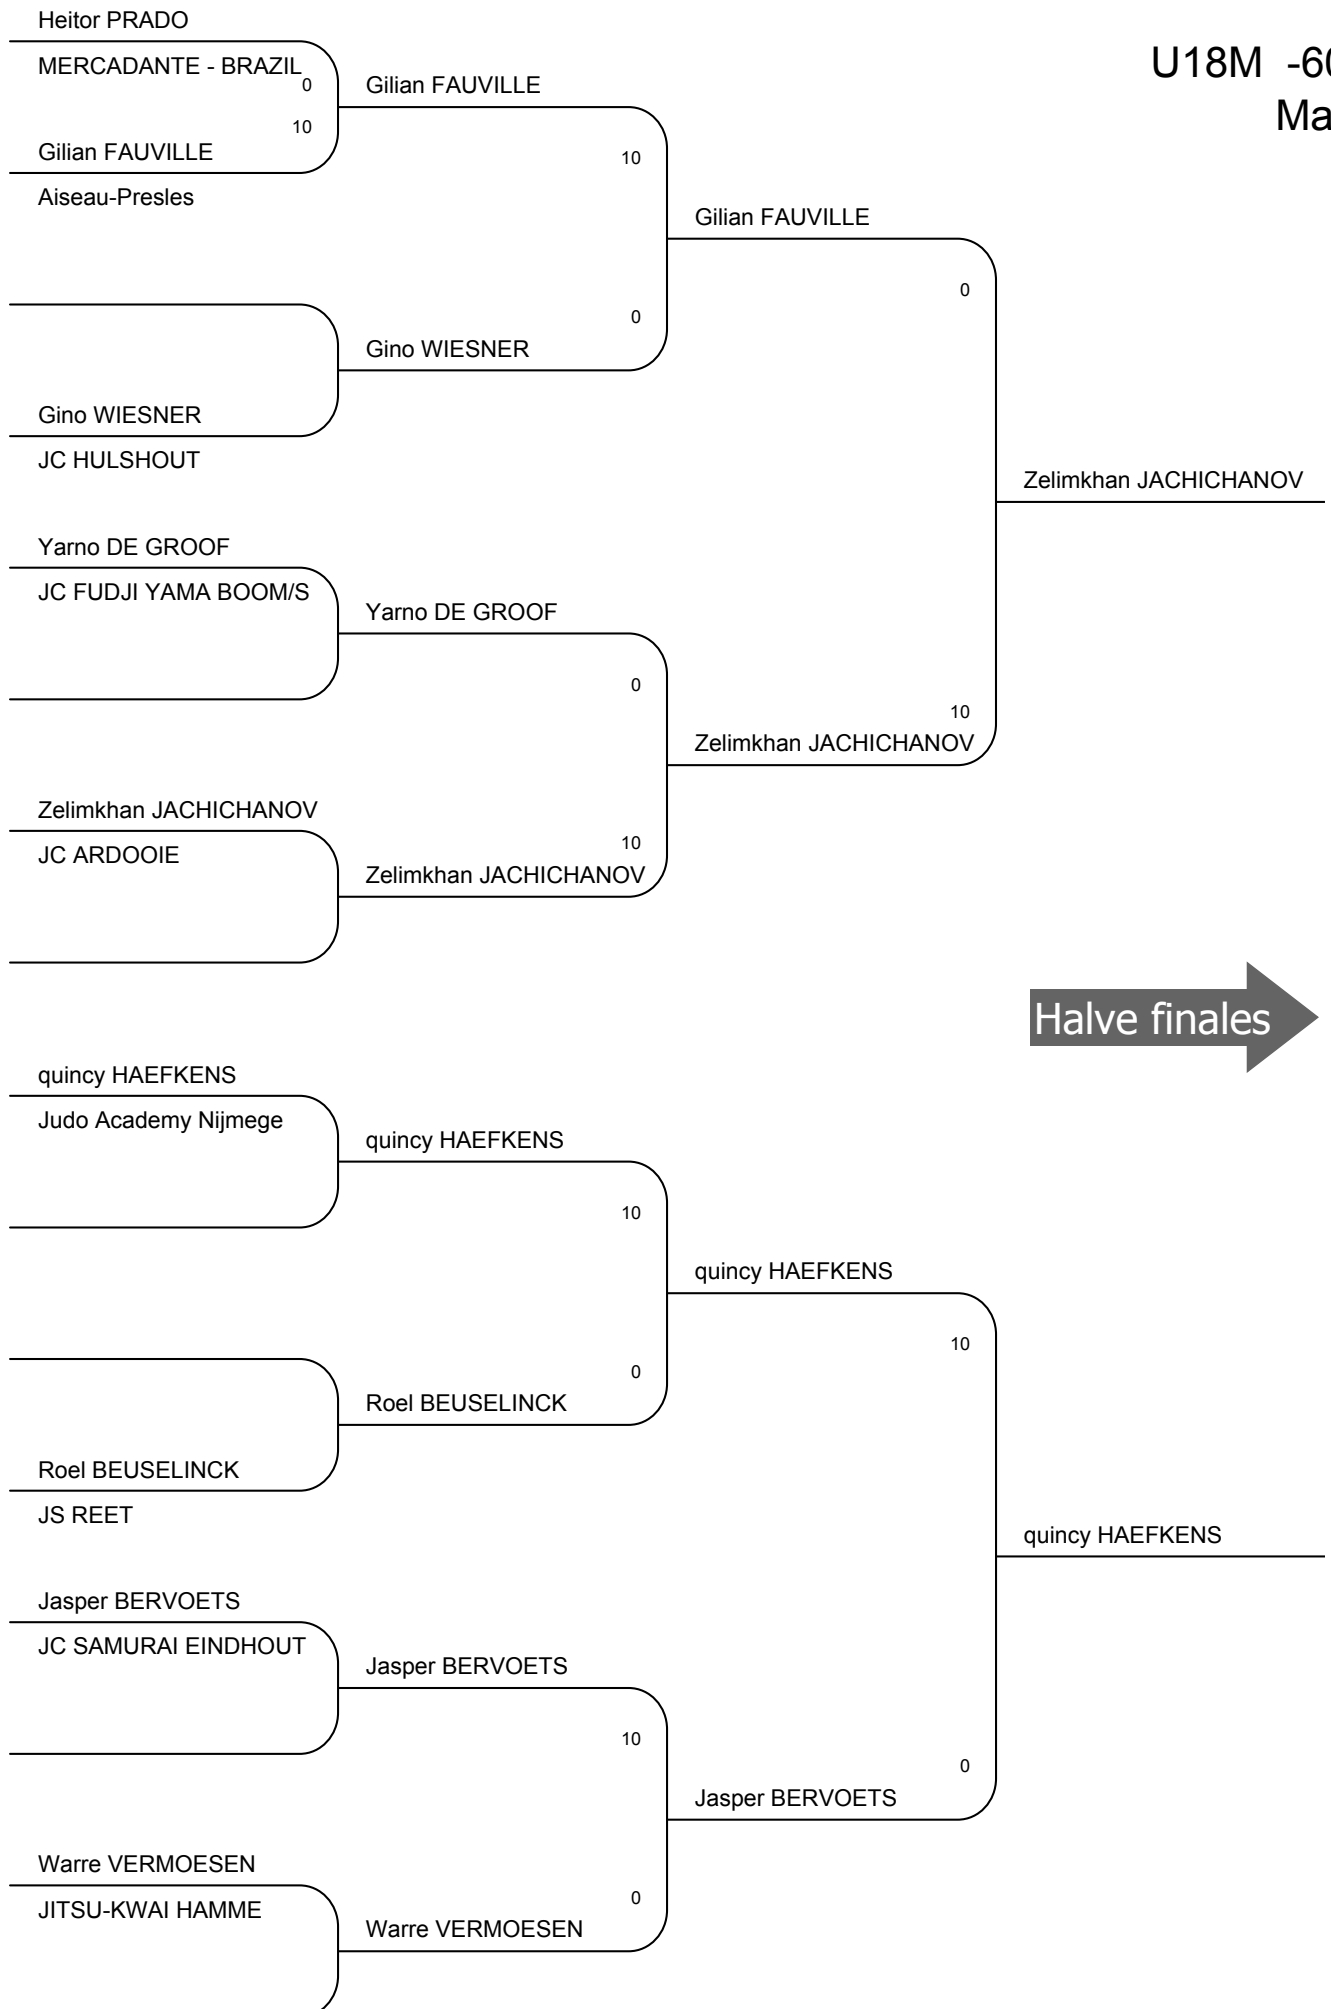 Heitor PRADO
MERCADANTE - BRAZIL
0
10
Gilian FAUVILLE
Aiseau-Presles
Gino WIESNER
JC HULSHOUT
Yarno DE GROOF
JC FUDJI YAMA BOOM/S
Zelimkhan JACHICHANOV
JC ARDOOIE
quincy HAEFKENS
Judo Academy Nijmege
Roel BEUSELINCK
JS REET
Jasper BERVOETS
JC SAMURAI EINDHOUT
Warre VERMOESEN
JITSU-KWAI HAMME
Gilian FAUVILLE
10
0
Gino WIESNER
Yarno DE GROOF
0
10
Zelimkhan JACHICHANOV
quincy HAEFKENS
10
0
Roel BEUSELINCK
Jasper BERVOETS
10
0
Warre VERMOESEN
Gilian FAUVILLE
0
10
Zelimkhan JACHICHANOV
quincy HAEFKENS
10
0
Jasper BERVOETS
U18M -60
Ma
Zelimkhan JACHICHANOV
Halve finales
quincy HAEFKENS